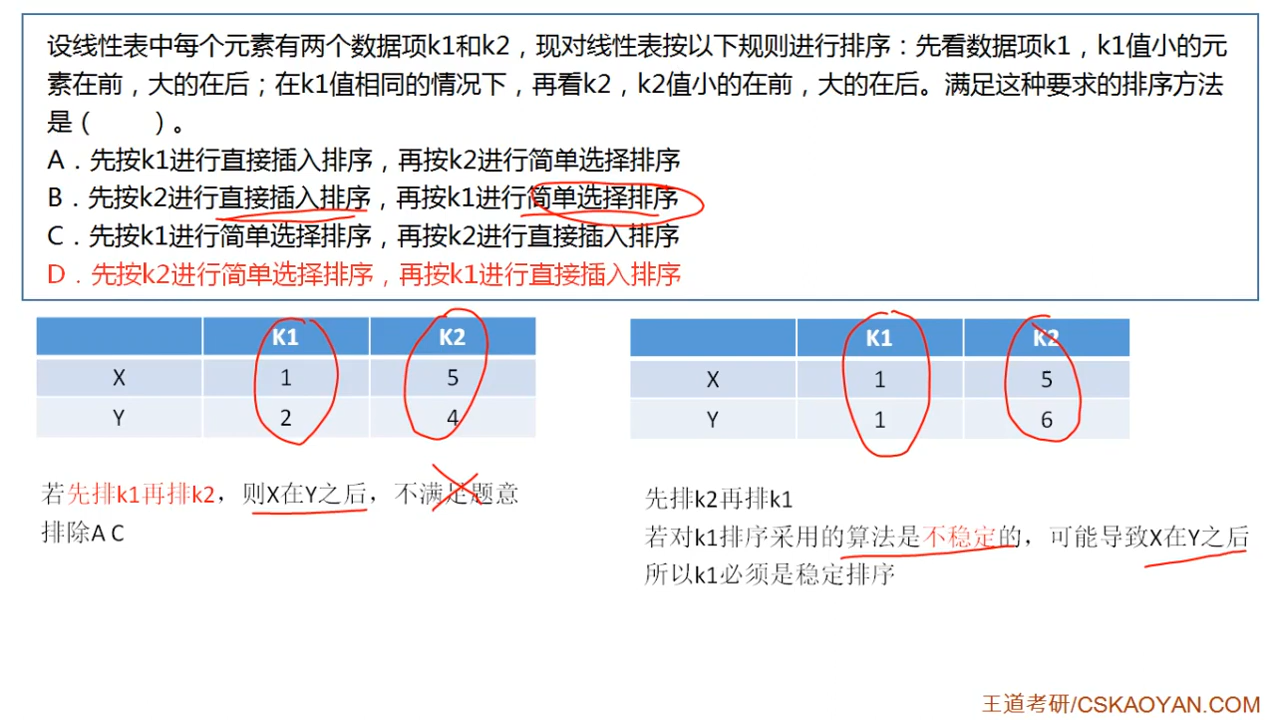 设线性表中每个元素有两个数据项k1和k2，现对线性表按以下规则进行排序：先看数据项k1，k1值小的元
素在前，大的在后；在k1值相同的情况下，再看k2，k2值小的在前，大的在后。满足这种要求的排序方法
是（　　）。
A．先按k1进行直接插入排序，再按k2进行简单选择排序
B．先按k2进行直接插入排序，再按k1进行简单选择排序
C．先按k1进行简单选择排序，再按k2进行直接插入排序
D．先按k2进行简单选择排序，再按k1进行直接插入排序
K1 K2
X 1 5
Y 2 4
若先排k1再排k2，则X在Y之后，不满足题意
排除A C
K1 K2
X 1 5
Y 1 6
先排k2再排k1
若对k1排序采用的算法是不稳定的，可能导致X在Y之后
所以k1必须是稳定排序
王道考研/CSKAOYAN.COM